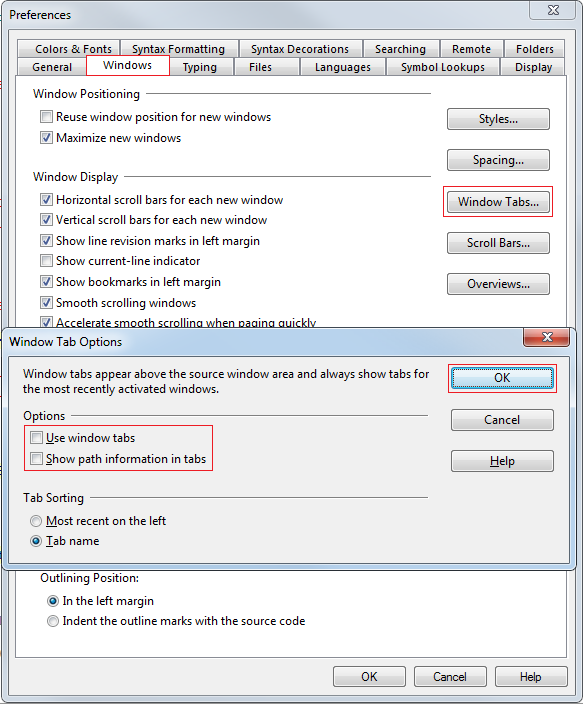 Preferences
Colors & Fonts Syntax Formatting Syntax Decorations Searching Remote Folders
General Windows Typing Files Languages Symbol Lookups Display
Window Positioning
Reuse window position for new windows
Maximize new windows
Styles...
Spacing...
Window Display
Horizontal scroll bars for each new window
Vertical scroll bars for each new window
Show line revision marks in left margin
Show current-line indicator
Show bookmarks in left margin
Smooth scrolling windows
Accelerate smooth scrolling when paging quickly
Window Tabs...
Scroll Bars...
Overviews...
Window Tab Options
Window tabs appear above the source window area and always show tabs for
the most recently activated windows.
OK
Cancel
Help
Options
Use window tabs
Show path information in tabs
Tab Sorting
Most recent on the left
Tab name
Outlining Position:
In the left margin
Indent the outline marks with the source code
OK Cancel Help